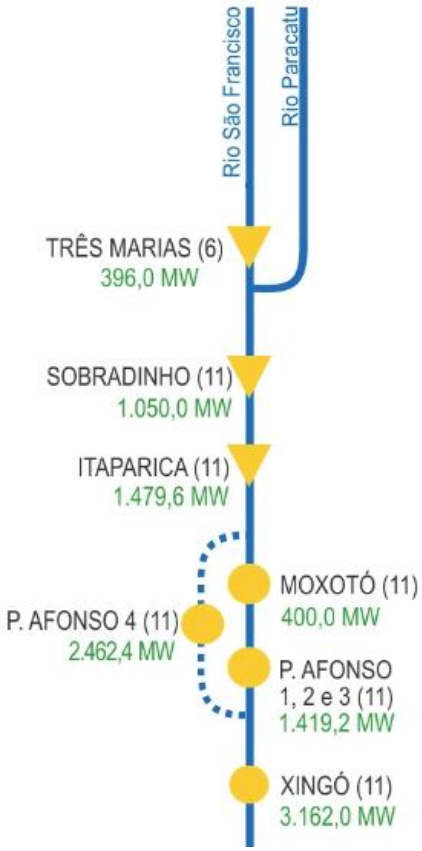 Rio São Francisco
Rio Paracatu
TRÊS MARIAS (6)
396,0 MW
SOBRADINHO (11)
1.050,0 MW
ITAPARICA (11)
1.479,6 MW
MOXOTÓ (11)
400,0 MW
P. AFONSO 4 (11)
2.462,4 MW
P. AFONSO
1, 2 e 3 (11)
1.419,2 MW
XINGÓ (11)
3.162,0 MW